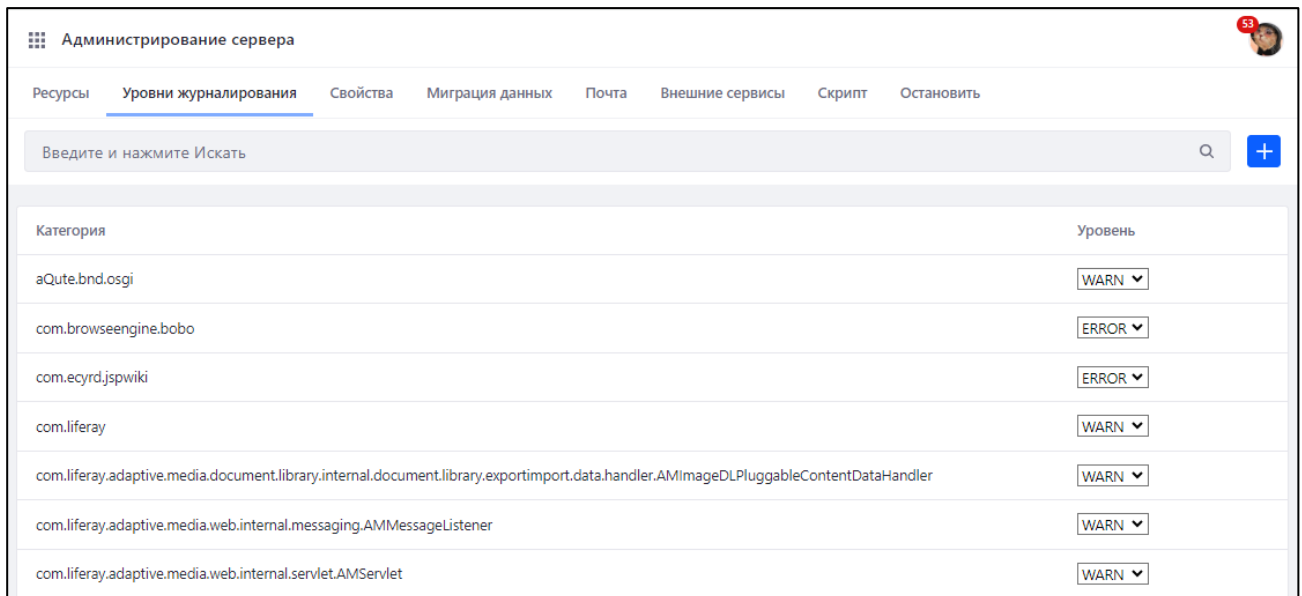 Администрирование сервера
53
Ресурсы Уровни журналирования Свойства Миграция данных Почта Внешние сервисы Скрипт Остановить
Введите и нажмите Искать
Категория Уровень
aQute.bnd.osgi WARN
com.browseengine.bobo ERROR
com.ecyrd.jspwiki ERROR
com.liferay WARN
com.liferay.adaptive.media.document.library.internal.document.library.exportimport.data.handler.AMImageDLPluggableContentDataHandler WARN
com.liferay.adaptive.media.web.internal.messaging.AMMessageListener WARN
com.liferay.adaptive.media.web.internal.servlet.AMServlet WARN